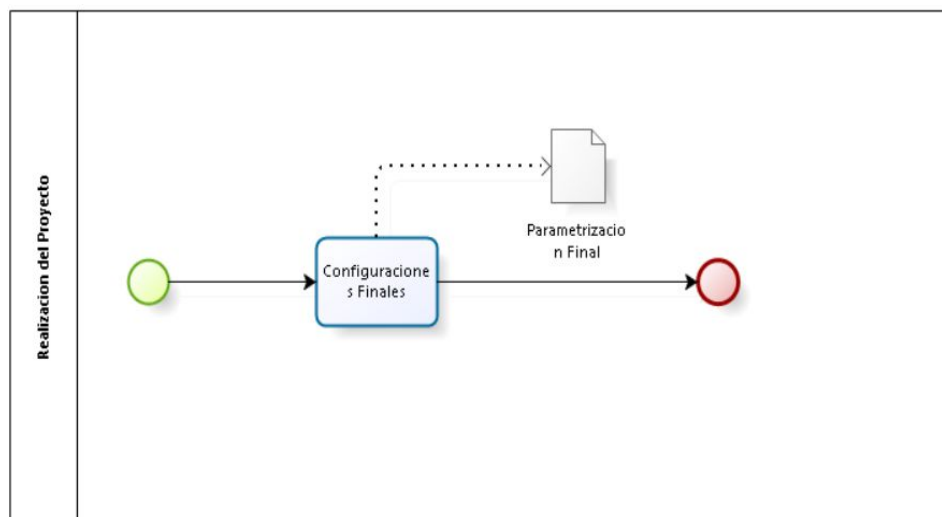 Realizacion del Proyecto
Parametrizacio
n Final
Configuracione
s Finales